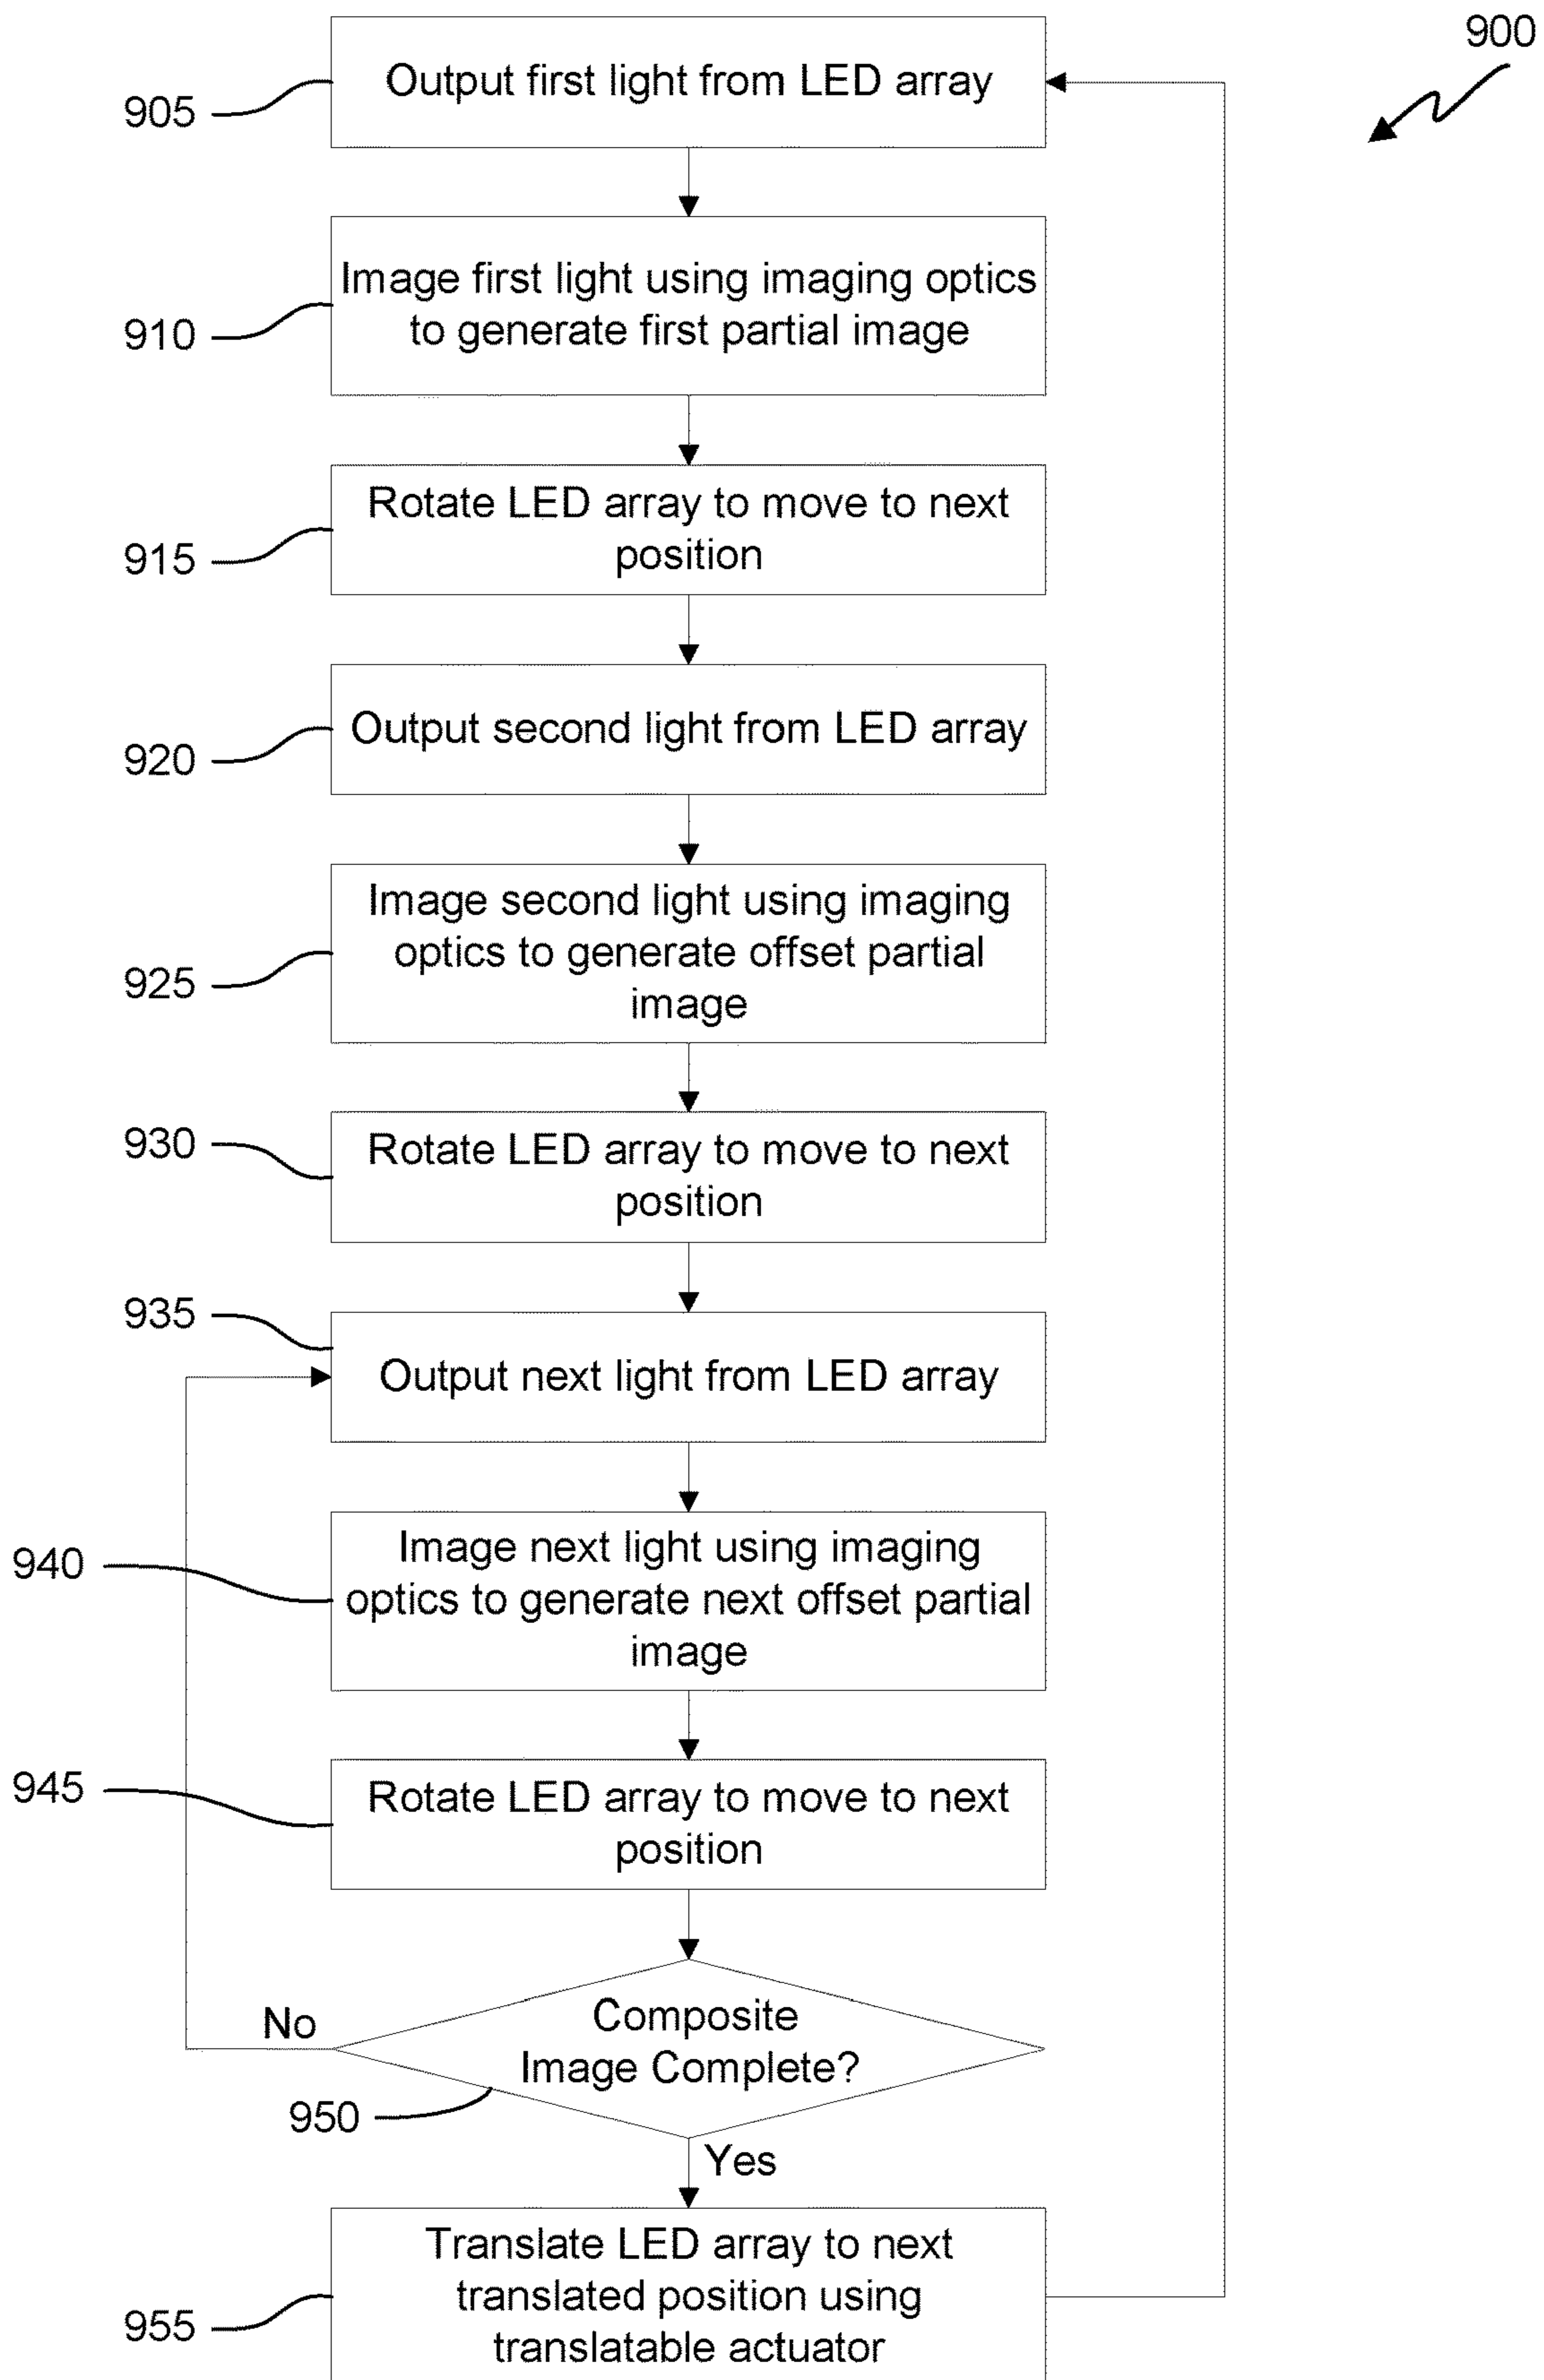 900
Output first light from LED array
905
Image first light using imaging optics
to generate first partial image
910
Rotate LED array to move to next
position
915
Output second light from LED array
920
Image second light using imaging
optics to generate offset partial
image
925
930
Rotate LED array to move to next
position
935
Output next light from LED array
940
Image next light using imaging
optics to generate next offset partial
image
945
Rotate LED array to move to next
position
No
Composite
Image Complete?
950
Yes
Translate LED array to next
translated position using
translatable actuator
955